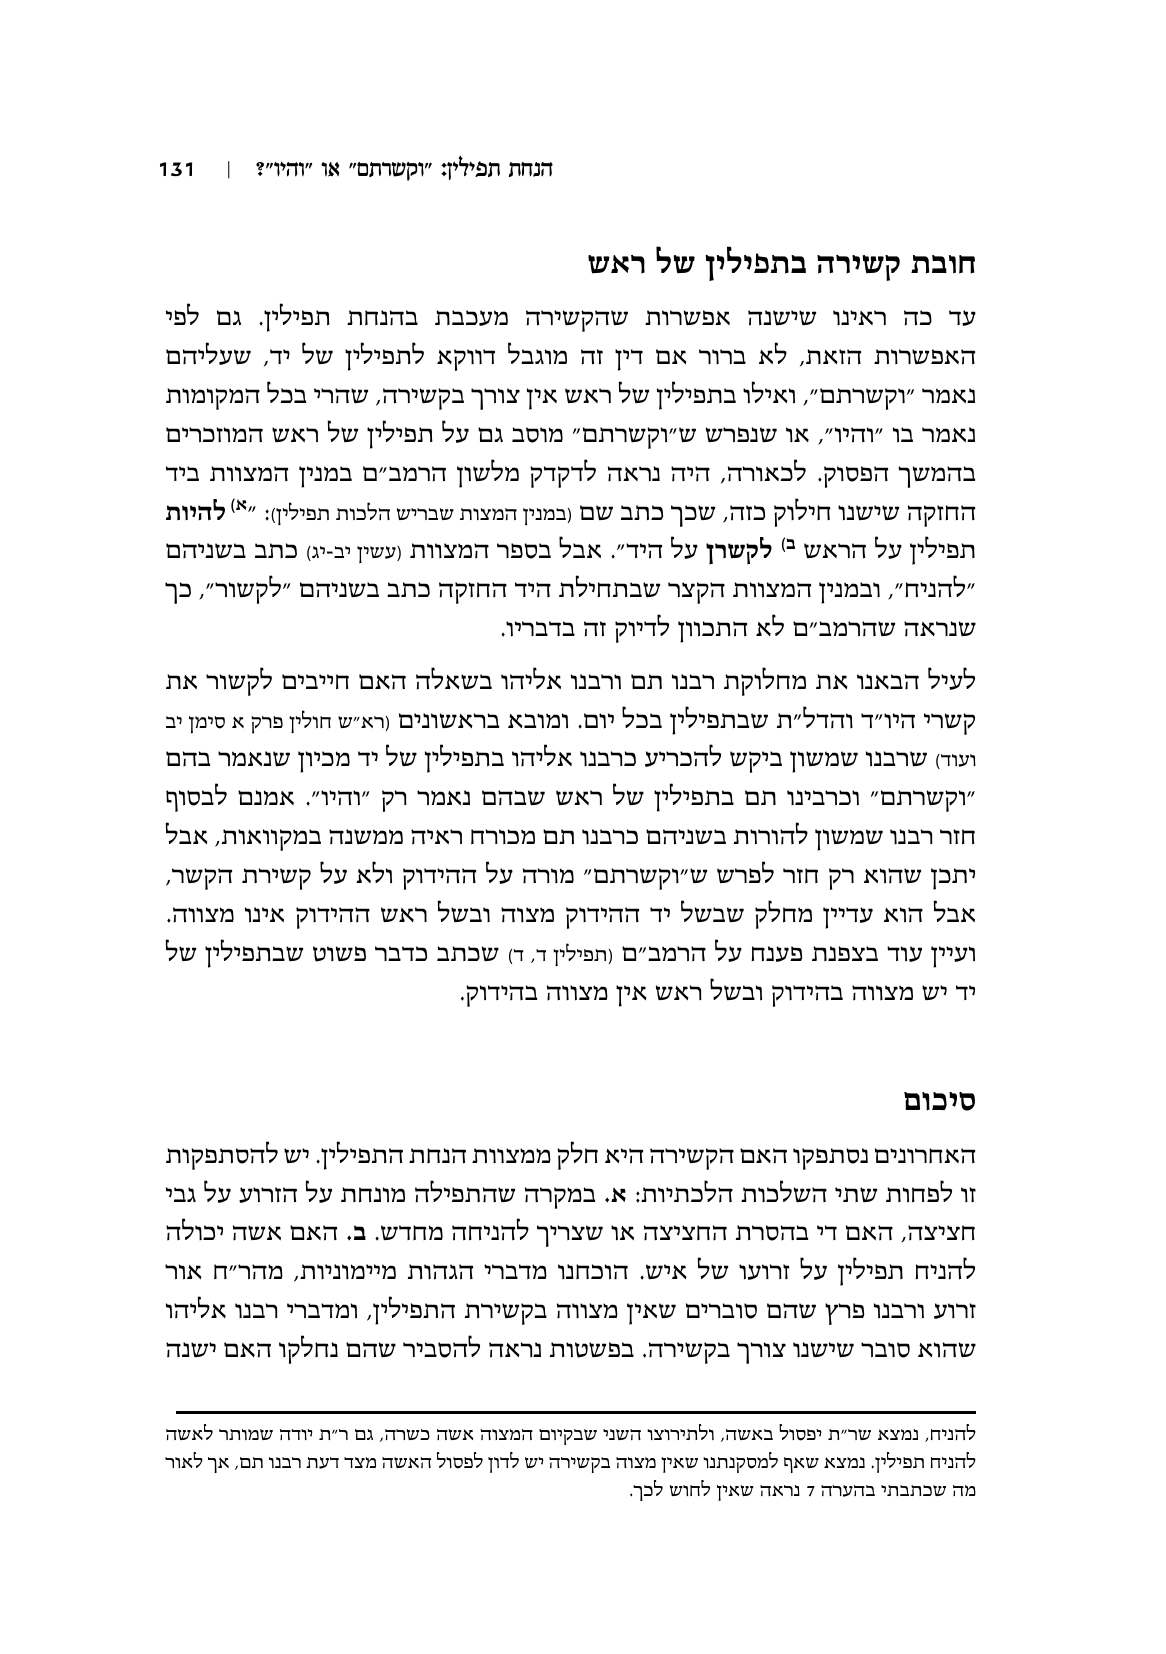 הנחת תפילין: ״וקשרתם״ או ״והיו״? | 131
חובת קשירה בתפילין של ראש
עד כה ראינו שישנה אפשרות שהקשירה מעכבת בהנחת תפילין. גם לפי
האפשרות הזאת, לא ברור אם דין זה מוגבל דווקא לתפילין של יד, שעליהם
נאמר ״וקשרתם״, ואילו בתפילין של ראש אין צורך בקשירה, שהרי בכל המקומות
נאמר בו ״והיו״, או שנפרש ש״וקשרתם״ מוסב גם על תפילין של ראש המוזכרים
בהמשך הפסוק. לכאורה, היה נראה לדקדק מלשון הרמב״ם במנין המצוות ביד
החזקה שישנו חילוק כזה, שכך כתב שם (במנין המצות שבריש הלכות תפילין): ״א) להיות
תפילין על הראש ב) לקשרן על היד״. אבל בספר המצוות (עשין יב-יג) כתב בשניהם
״להניח״, ובמנין המצוות הקצר שבתחילת היד החזקה כתב בשניהם ״לקשור״, כך
שנראה שהרמב״ם לא התכוון לדיוק זה בדבריו.
לעיל הבאנו את מחלוקת רבנו תם ורבנו אליהו בשאלה האם חייבים לקשור את
קשרי היו״ד והדל״ת שבתפילין בכל יום. ומובא בראשונים (רא״ש חולין פרק א סימן יב
ועוד) שרבנו שמשון ביקש להכריע כרבנו אליהו בתפילין של יד מכיון שנאמר בהם
״וקשרתם״ וכרבינו תם בתפילין של ראש שבהם נאמר רק ״והיו״. אמנם לבסוף
חזר רבנו שמשון להורות בשניהם כרבנו תם מכורח ראיה ממשנה במקוואות, אבל
יתכן שהוא רק חזר לפרש ש״וקשרתם״ מורה על ההידוק ולא על קשירת הקשר,
אבל הוא עדיין מחלק שבשל יד ההידוק מצוה ובשל ראש ההידוק אינו מצווה.
ועיין עוד בצפנת פענח על הרמב״ם (תפילין ד, ד) שכתב כדבר פשוט שבתפילין של
יד יש מצווה בהידוק ובשל ראש אין מצווה בהידוק.
סיכום
האחרונים נסתפקו האם הקשירה היא חלק ממצוות הנחת התפילין. יש להסתפקות
זו לפחות שתי השלכות הלכתיות: א. במקרה שהתפילה מונחת על הזרוע על גבי
חציצה, האם די בהסרת החציצה או שצריך להניחה מחדש. ב. האם אשה יכולה
להניח תפילין על זרועו של איש. הוכחנו מדברי הגהות מיימוניות, מהר״ח אור
זרוע ורבנו פרץ שהם סוברים שאין מצווה בקשירת התפילין, ומדברי רבנו אליהו
שהוא סובר שישנו צורך בקשירה. בפשטות נראה להסביר שהם נחלקו האם ישנה
להניח, נמצא שר״ת יפסול באשה, ולתירוצו השני שבקיום המצוה אשה כשרה, גם ר״ת יודה שמותר לאשה
להניח תפילין. נמצא שאף למסקנתנו שאין מצוה בקשירה יש לדון לפסול האשה מצד דעת רבנו תם, אך לאור
מה שכתבתי בהערה 7 נראה שאין לחוש לכך.